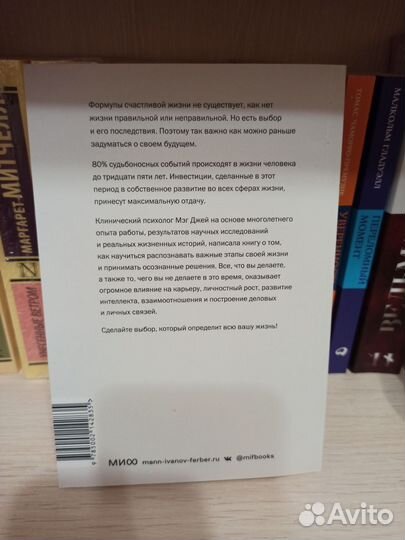 Формулы счастливой жизни не существует, как нет
жизни правильной или неправильной. Но есть выбор
и его последствия. Поэтому так важно как можно раньше
задуматься о своем будущем.
80% судьбоносных событий происходят в жизни человека
до тридцати пяти лет. Инвестиции, сделанные в этот
период в собственное развитие во всех сферах жизни,
принесут максимальную отдачу.
Клинический психолог Мэг Джей на основе многолетнего
опыта работы, результатов научных исследований
и реальных жизненных историй, написала книгу о том,
как научиться распознавать важные этапы своей жизни
и принимать осознанные решения. Все, что вы делаете,
а также то, чего вы не делаете в это время, оказывает
огромное влияние на карьеру, личностный рост, развитие
интеллекта, взаимоотношения и построение деловых
и личных связей.
Сделайте выбор, который определит всю вашу жизнь!
МИФ mann-ivanov-ferber.ru @mifbooks
МАРГАРЕТ МИТЧЕЛЛ
УНЕСЕННЫЕ ВЕТРОМ
ТОМАС
МАЛКОЛЬМ ГЛАДУЭЛЛ
ПЕРЕЛОМНЫЙ
МОМЕНТ
Avito